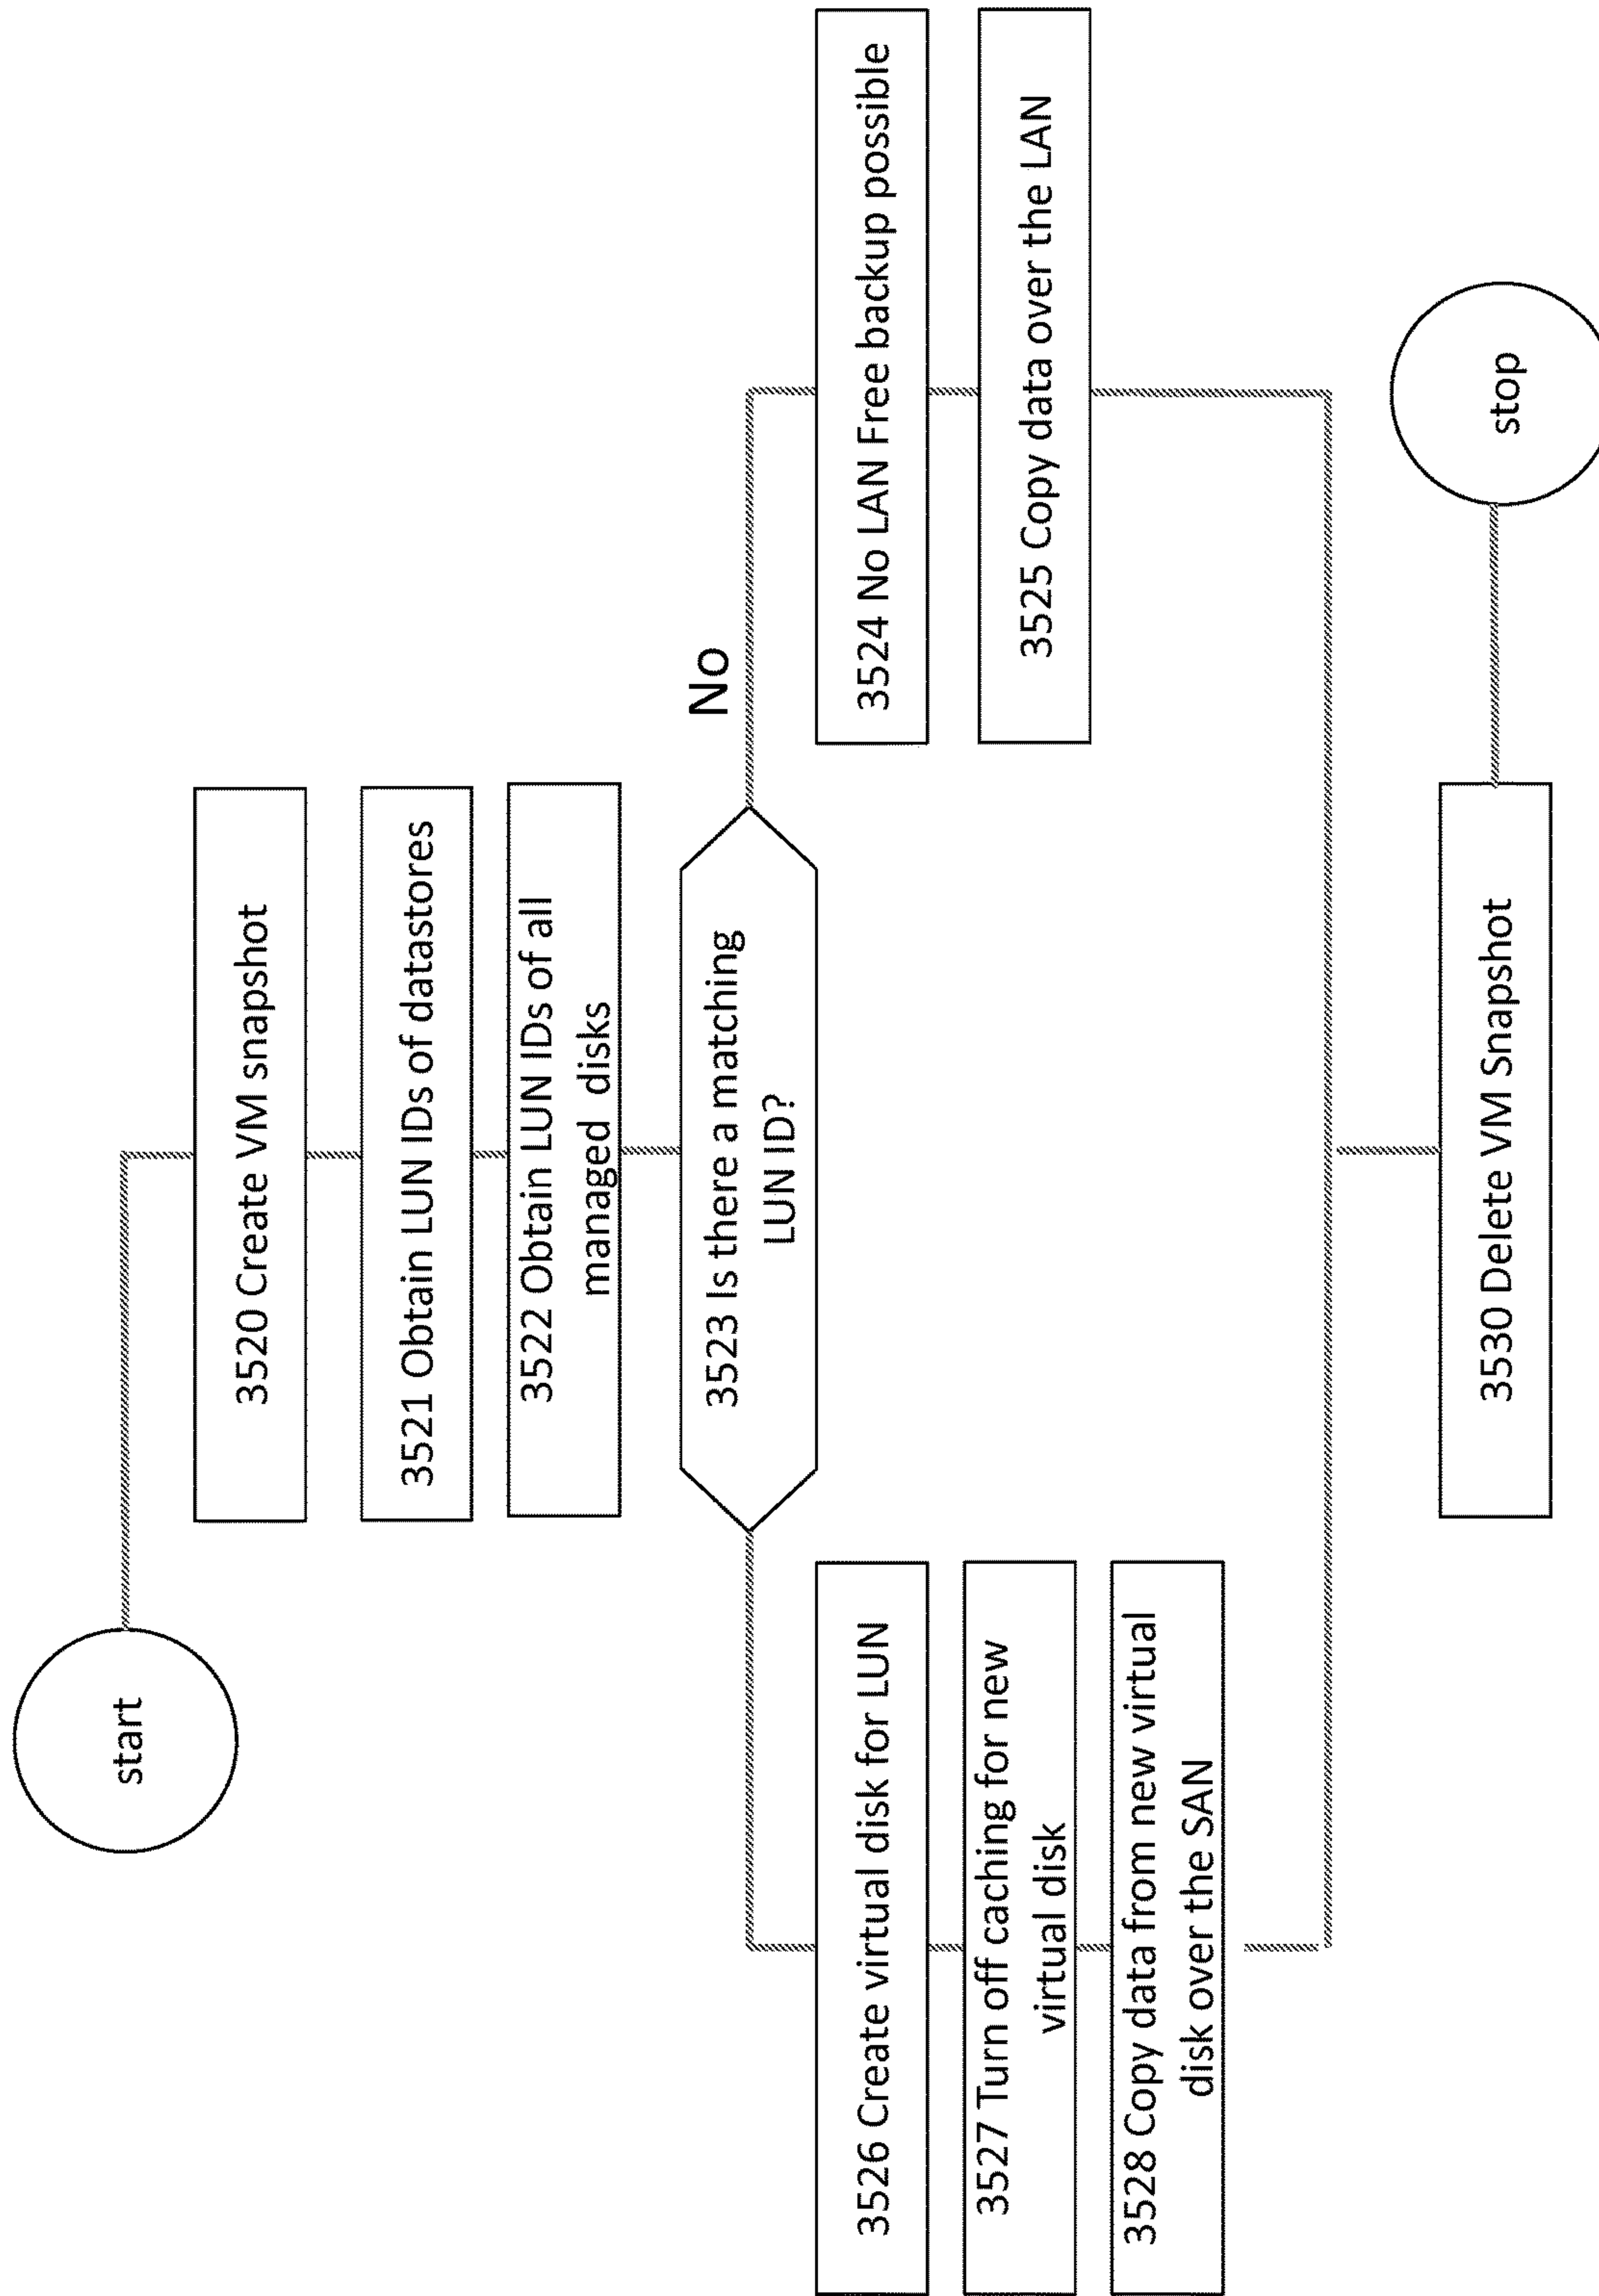 start
3520 Create VM snapshot
3521 Obtain LUN IDs of datastores
3522 Obtain LUN IDs of all
managed disks
3523 Is there a matching
LUN ID?
No
3526 Create virtual disk for LUN
3527 Turn off caching for new
virtual disk
3528 Copy data from new virtual
disk over the SAN
3524 No LAN Free backup possible
3525 Copy data over the LAN
3530 Delete VM Snapshot
stop